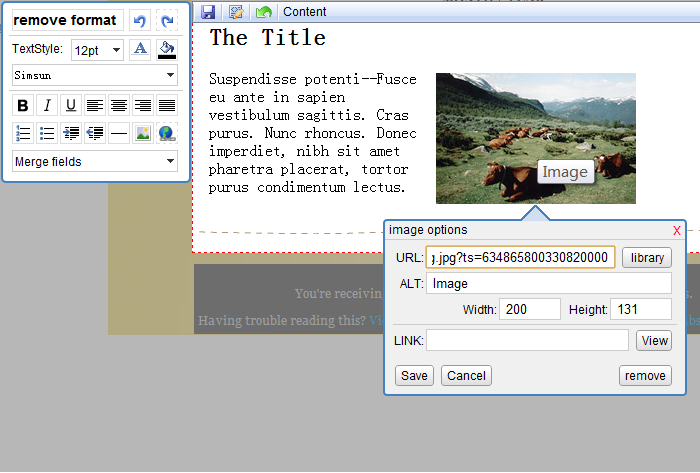 remove format
TextStyle: 12pt A
Simsun
B I U
Merge fields
Content
The Title
Suspendisse potenti--Fusce
eu ante in sapien
vestibulum sagittis. Cras
purus. Nunc rhoncus. Donec
imperdiet, nibh sit amet
pharetra placerat, tortor
purus condimentum lectus.
Image
image options X
URL: g.jpg?ts=634865800330820000 library
ALT: Image
Width: 200 Height: 131
LINK: View
Save Cancel remove
You're receivin
Having trouble reading this? Vi